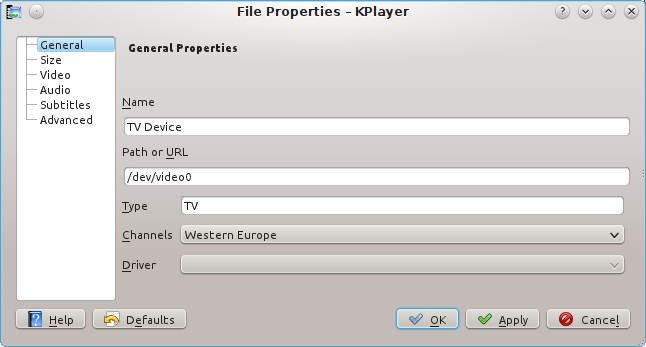 File Properties – KPlayer
General
Size
Video
Audio
Subtitles
Advanced
General Properties
Name
TV Device
Path or URL
/dev/video0
Type TV
Channels Western Europe
Driver
Help Defaults OK Apply Cancel